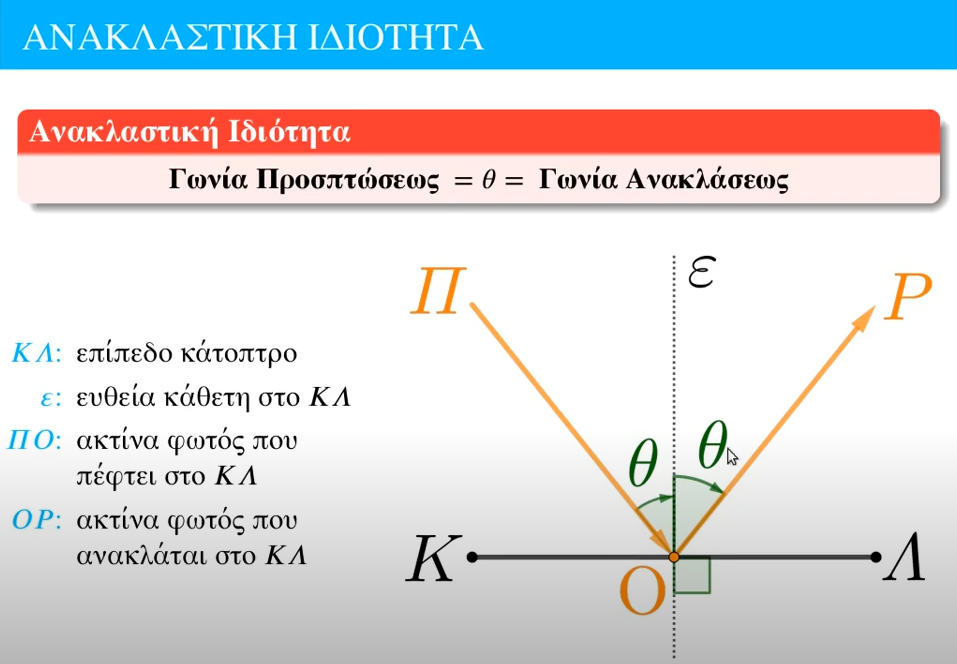 ΑΝΑΚΛΑΣΤΙΚΗ ΙΔΙΟΤΗΤΑ
Ανακλαστική Ιδιότητα
Γωνία Προσπτώσεως = θ = Γωνία Ανακλάσεως
ΚΛ: επίπεδο κάτοπτρο
ε: ευθεία κάθετη στο ΚΛ
ΠΟ: ακτίνα φωτός που
πέφτει στο ΚΛ
ΟΡ: ακτίνα φωτός που
ανακλάται στο ΚΛ
ε
Π
Ρ
θ
θ
Κ
Λ
Ο